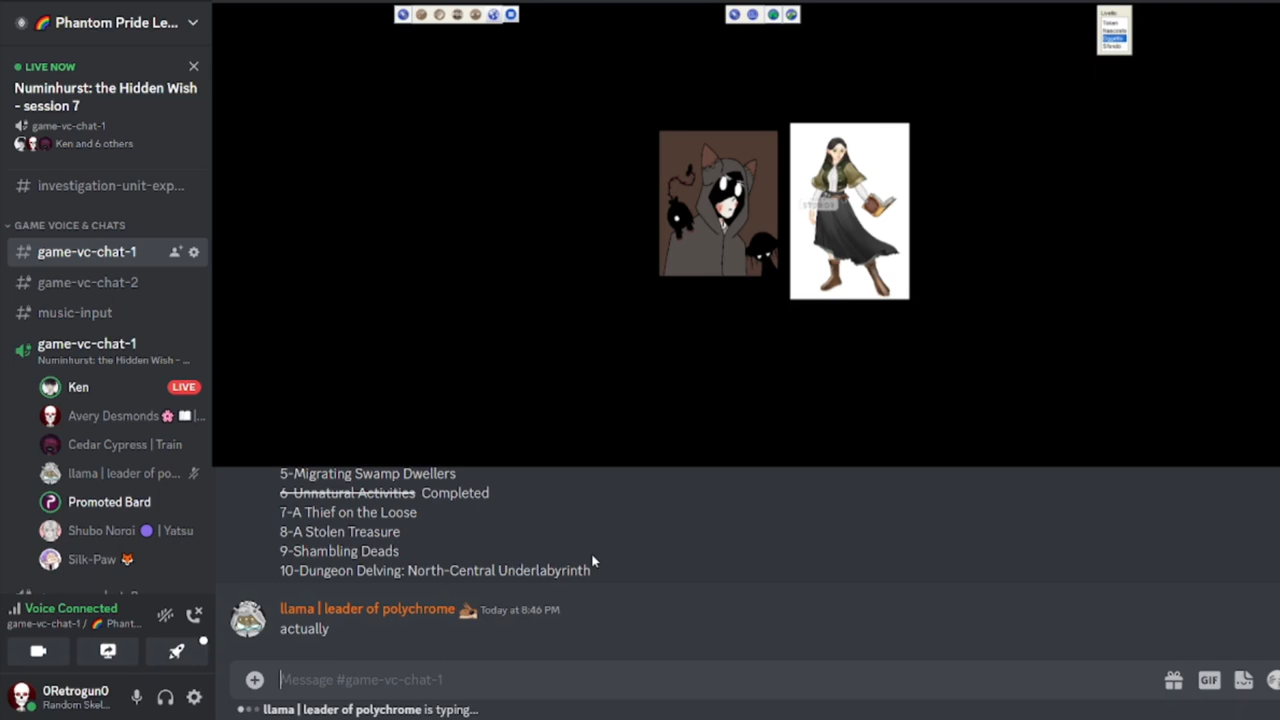 🌈 Phantom Pride Le...
LIVE NOW
Numinhurst: the Hidden Wish
- session 7
game-vc-chat-1
Ken and 6 others
investigation-unit-exp...
GAME VOICE & CHATS
game-vc-chat-1
game-vc-chat-2
music-input
game-vc-chat-1
Numinhurst: the Hidden Wish - ...
Ken
LIVE
Avery Desmonds 🌸 📖 |...
Cedar Cypress | Train
llama | leader of po...
Promoted Bard
Shubo Noroi 🟣 | Yatsu
Silk-Paw 🦊
Voice Connected
game-vc-chat-1 / 🌈 Phant...
0Retrogun0
Random Skel...
5-Migrating Swamp Dwellers
6-Unnatural Activities Completed
7-A Thief on the Loose
8-A Stolen Treasure
9-Shambling Deads
10-Dungeon Delving: North-Central Underlabyrinth
llama | leader of polychrome Today at 8:46 PM
actually
Message #game-vc-chat-1
GIF
llama | leader of polychrome is typing...